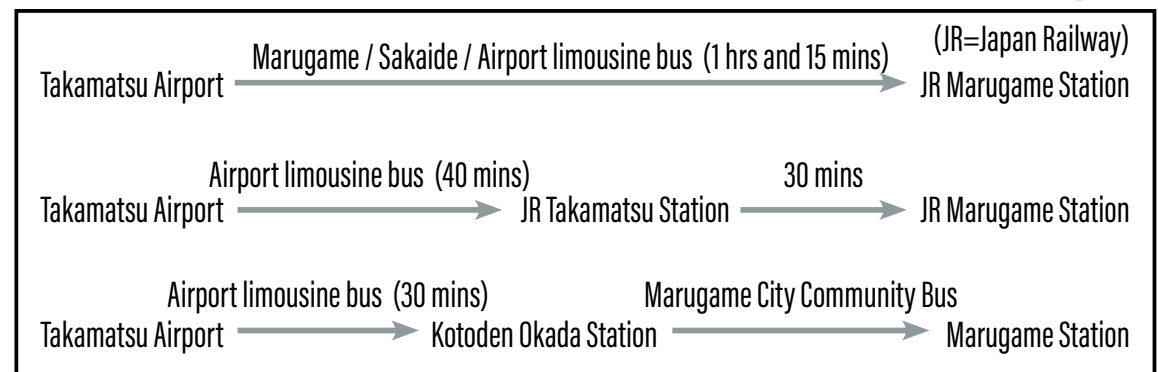 (JR=Japan Railway)
Marugame / Sakaide / Airport limousine bus (1 hrs and 15 mins)
Takamatsu Airport JR Marugame Station
Airport limousine bus (40 mins) 30 mins
Takamatsu Airport JR Takamatsu Station JR Marugame Station
Airport limousine bus (30 mins) Marugame City Community Bus
Takamatsu Airport Kotoden Okada Station Marugame Station